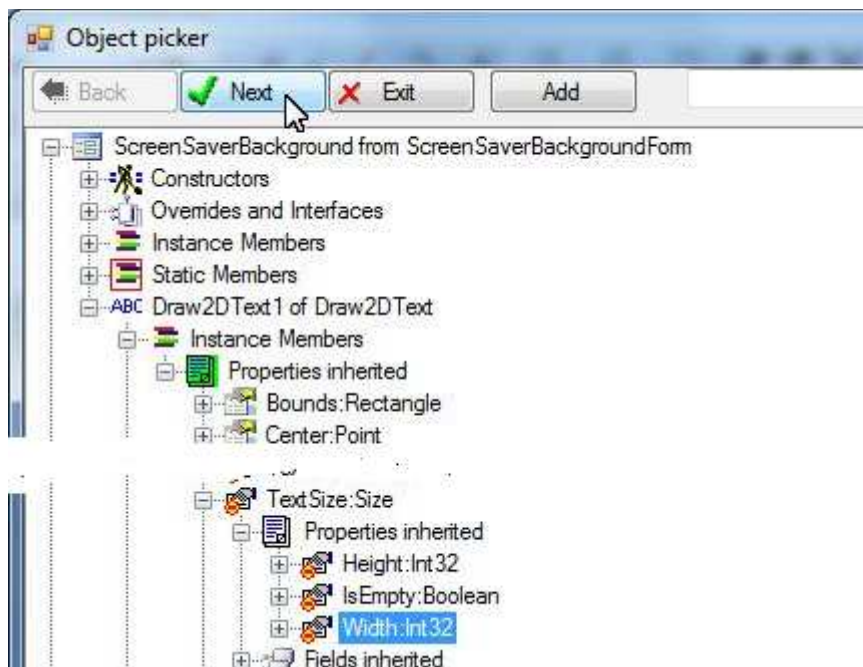 Object picker
Back Next Exit Add
ScreenSaverBackground from ScreenSaverBackgroundForm
Constructors
Overrides and Interfaces
Instance Members
Static Members
ABC Draw2DText1 of Draw2DText
Instance Members
Properties inherited
Bounds:Rectangle
Center:Point
TextSize:Size
Properties inherited
Height:Int32
IsEmpty:Boolean
Width:Int32
Fields inherited